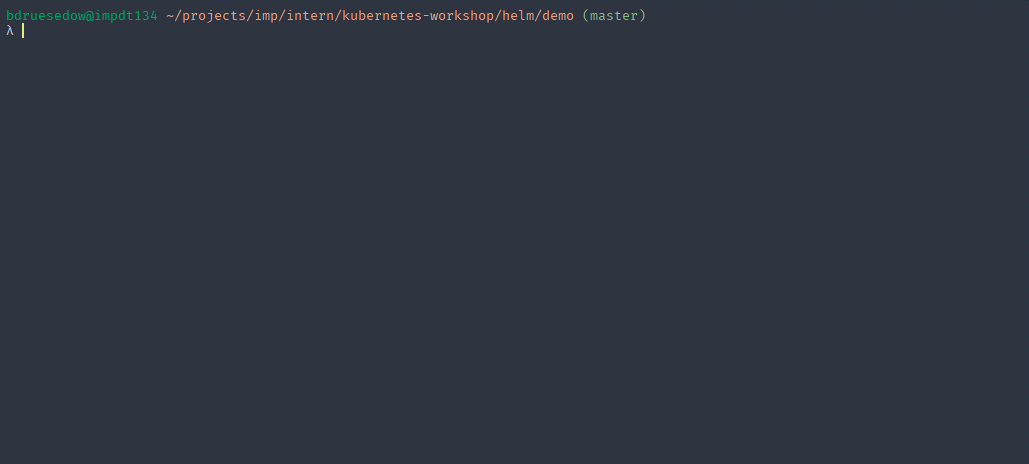 bdruesedow@impdt134 ~/projects/imp/intern/kubernetes-workshop/helm/demo (master)
λ